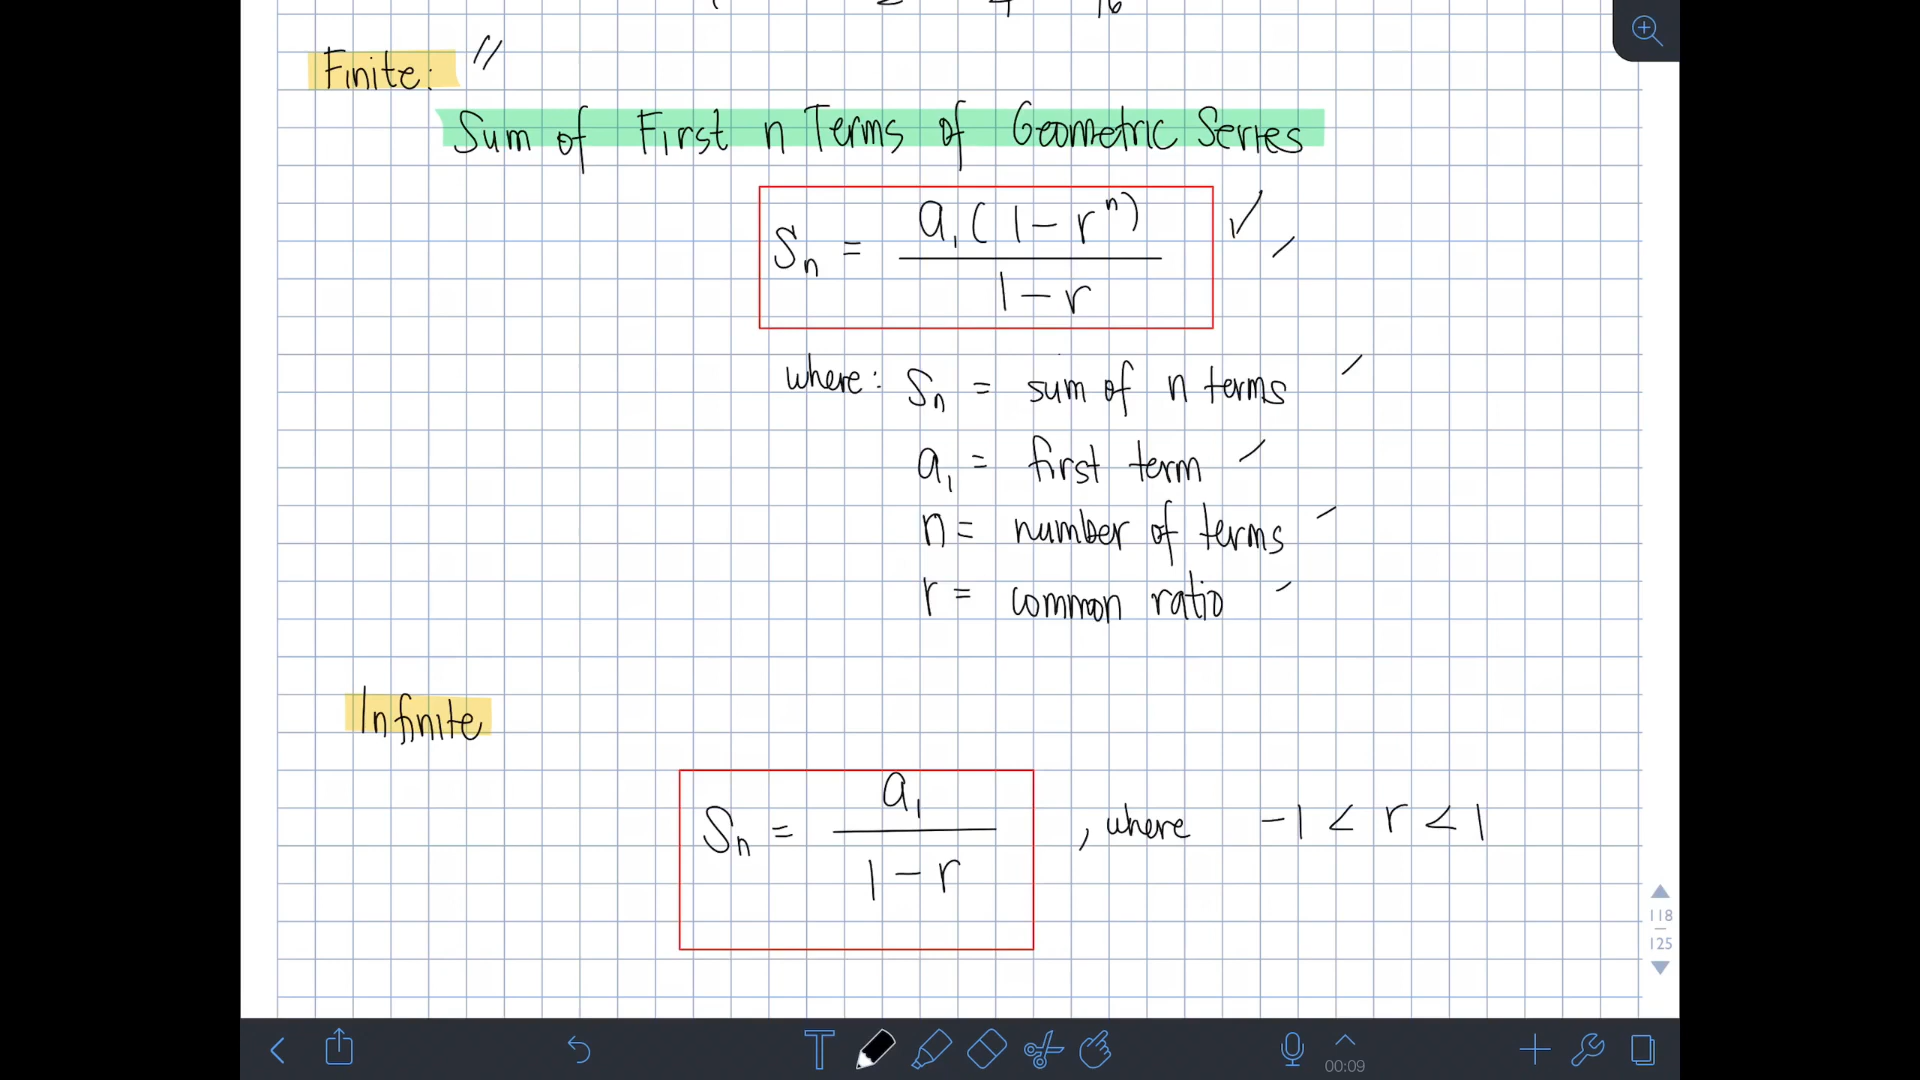 Finite:
Sum of First n Terms of Geometric Series
Sₙ = a₁(1-rⁿ) / 1-r
where: Sₙ = sum of n terms
a₁ = first term
n = number of terms
r = common ratio
Infinite
Sₙ = a₁ / 1-r , where -1 < r < 1
118
125
T
00:09